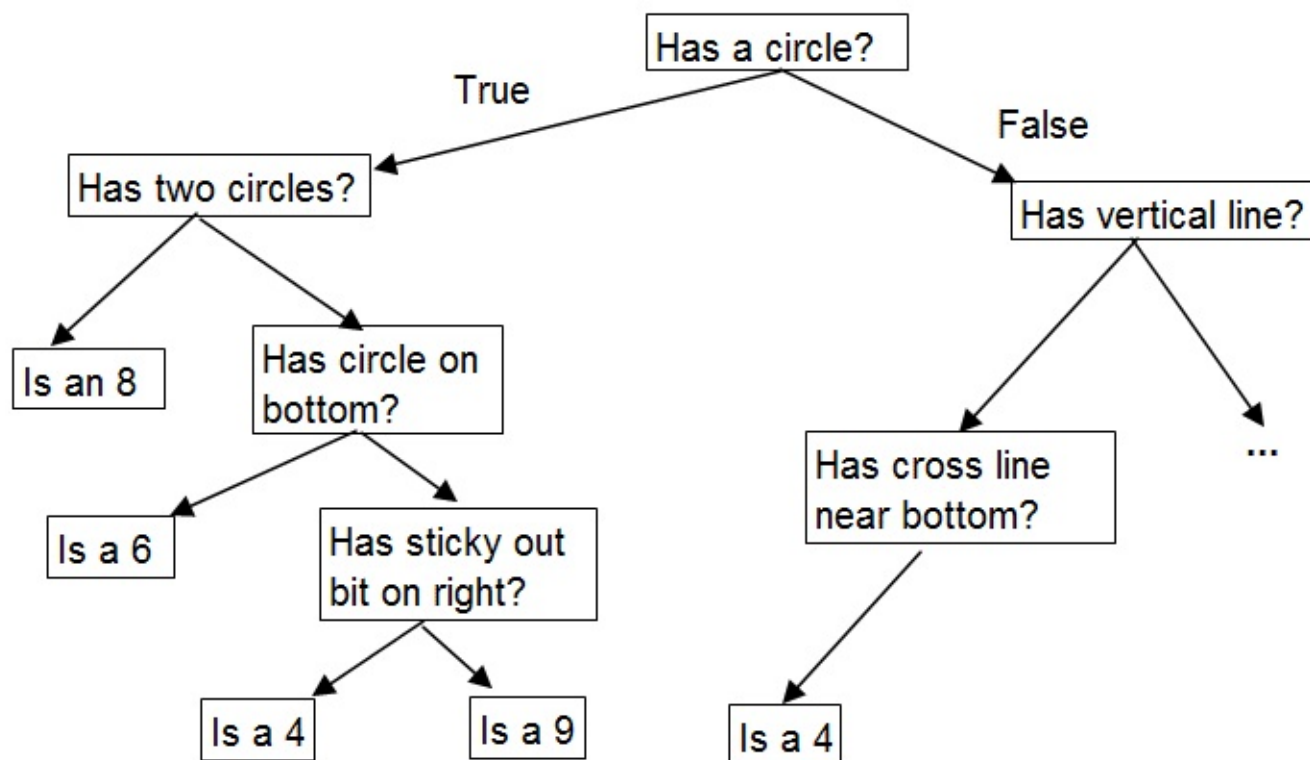 Has a circle?
True
False
Has two circles?
Has vertical line?
Is an 8
Has circle on
bottom?
Has cross line
near bottom?
...
Is a 6
Has sticky out
bit on right?
Is a 4
Is a 9
Is a 4